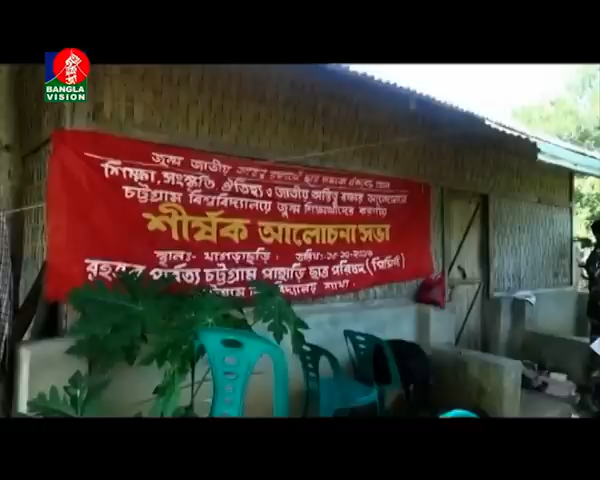 BANGLA
VISION
জুম্ম জাতীয়
শিক্ষা, সংস্কৃতি ঐতিহ্য ও জাতীয় অস্তিত্ব রক্ষার আন্দোলনে
চট্টগ্রাম বিশ্ববিদ্যালয়ে জুম্ম শিক্ষার্থীদের করণীয়
শীর্ষক আলোচনা সভা
স্থানঃ খাগড়াছড়ি।
বৃহত্তর পার্বত্য চট্টগ্রাম পাহাড়ি ছাত্র পরিষদ (পিসিপি)
শাখা।